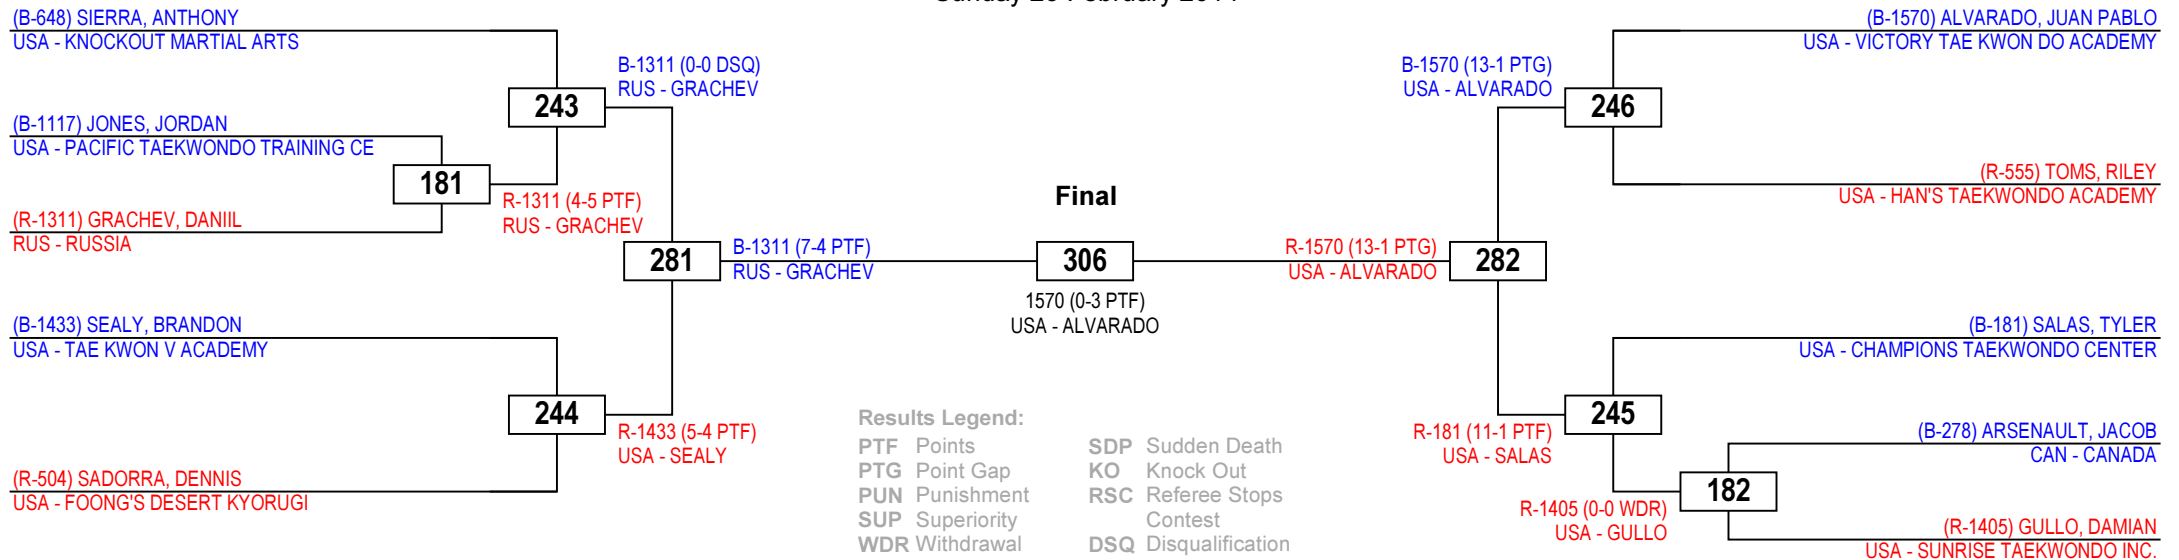 (B-648) SIERRA, ANTHONY
USA - KNOCKOUT MARTIAL ARTS
(B-1117) JONES, JORDAN
USA - PACIFIC TAEKWONDO TRAINING CE
(R-1311) GRACHEV, DANIIL
RUS - RUSSIA
(B-1433) SEALY, BRANDON
USA - TAE KWON V ACADEMY
(R-504) SADORRA, DENNIS
USA - FOONG'S DESERT KYORUGI
181
R-1311 (4-5 PTF)
RUS - GRACHEV
243
B-1311 (0-0 DSQ)
RUS - GRACHEV
244
R-1433 (5-4 PTF)
USA - SEALY
281
B-1311 (7-4 PTF)
RUS - GRACHEV
Final
306
1570 (0-3 PTF)
USA - ALVARADO
R-1570 (13-1 PTG)
USA - ALVARADO
282
B-1570 (13-1 PTG)
USA - ALVARADO
246
R-181 (11-1 PTF)
USA - SALAS
245
R-1405 (0-0 WDR)
USA - GULLO
182
(B-1570) ALVARADO, JUAN PABLO
USA - VICTORY TAE KWON DO ACADEMY
(R-555) TOMS, RILEY
USA - HAN'S TAEKWONDO ACADEMY
(B-181) SALAS, TYLER
USA - CHAMPIONS TAEKWONDO CENTER
(B-278) ARSENAULT, JACOB
CAN - CANADA
(R-1405) GULLO, DAMIAN
USA - SUNRISE TAEKWONDO INC.
Results Legend:
PTF Points SDP Sudden Death
PTG Point Gap KO Knock Out
PUN Punishment RSC Referee Stops
SUP Superiority Contest
WDR Withdrawal DSQ Disqualification